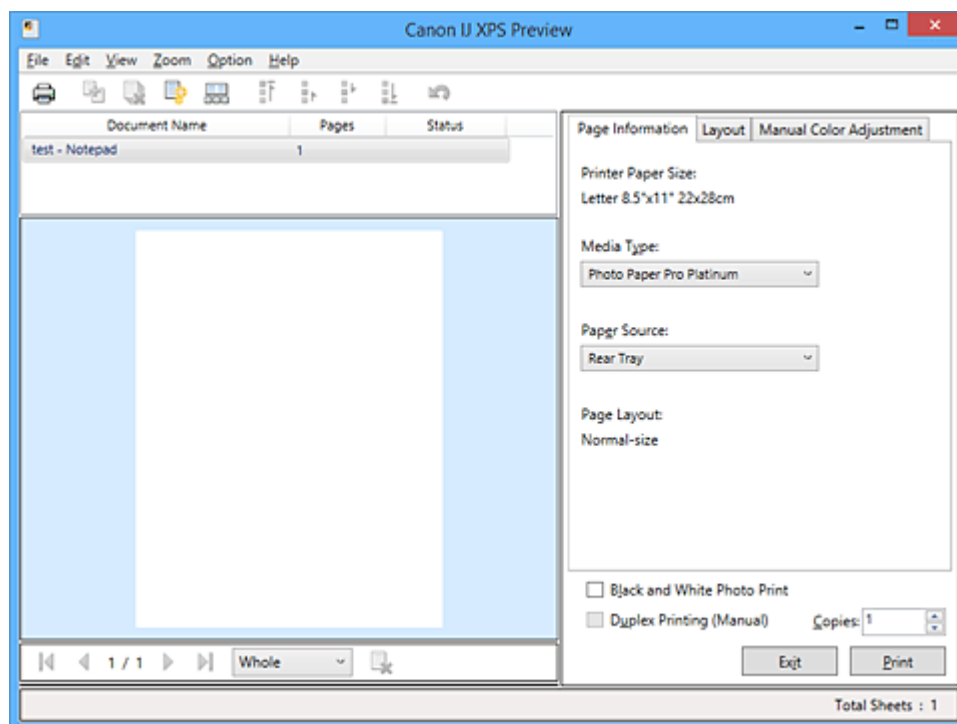 Canon IJ XPS Preview
File Edit View Zoom Option Help
Document Name Pages Status
test - Notepad 1
Page Information Layout Manual Color Adjustment
Printer Paper Size:
Letter 8.5"x11" 22x28cm
Media Type:
Photo Paper Pro Platinum
Paper Source:
Rear Tray
Page Layout:
Normal-size
Black and White Photo Print
Duplex Printing (Manual) Copies: 1
1 / 1 Whole
Exit Print
Total Sheets : 1